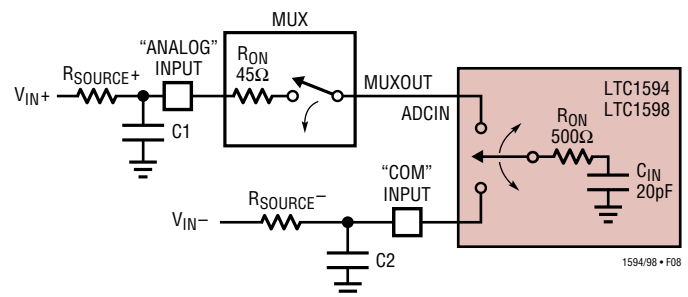 MUX
"ANALOG"
INPUT
RON
45Ω
RSOURCE+
VIN+
C1
MUXOUT
ADCIN
LTC1594
LTC1598
RON
500Ω
CIN
20pF
"COM"
INPUT
RSOURCE−
VIN−
C2
1594/98 • F08